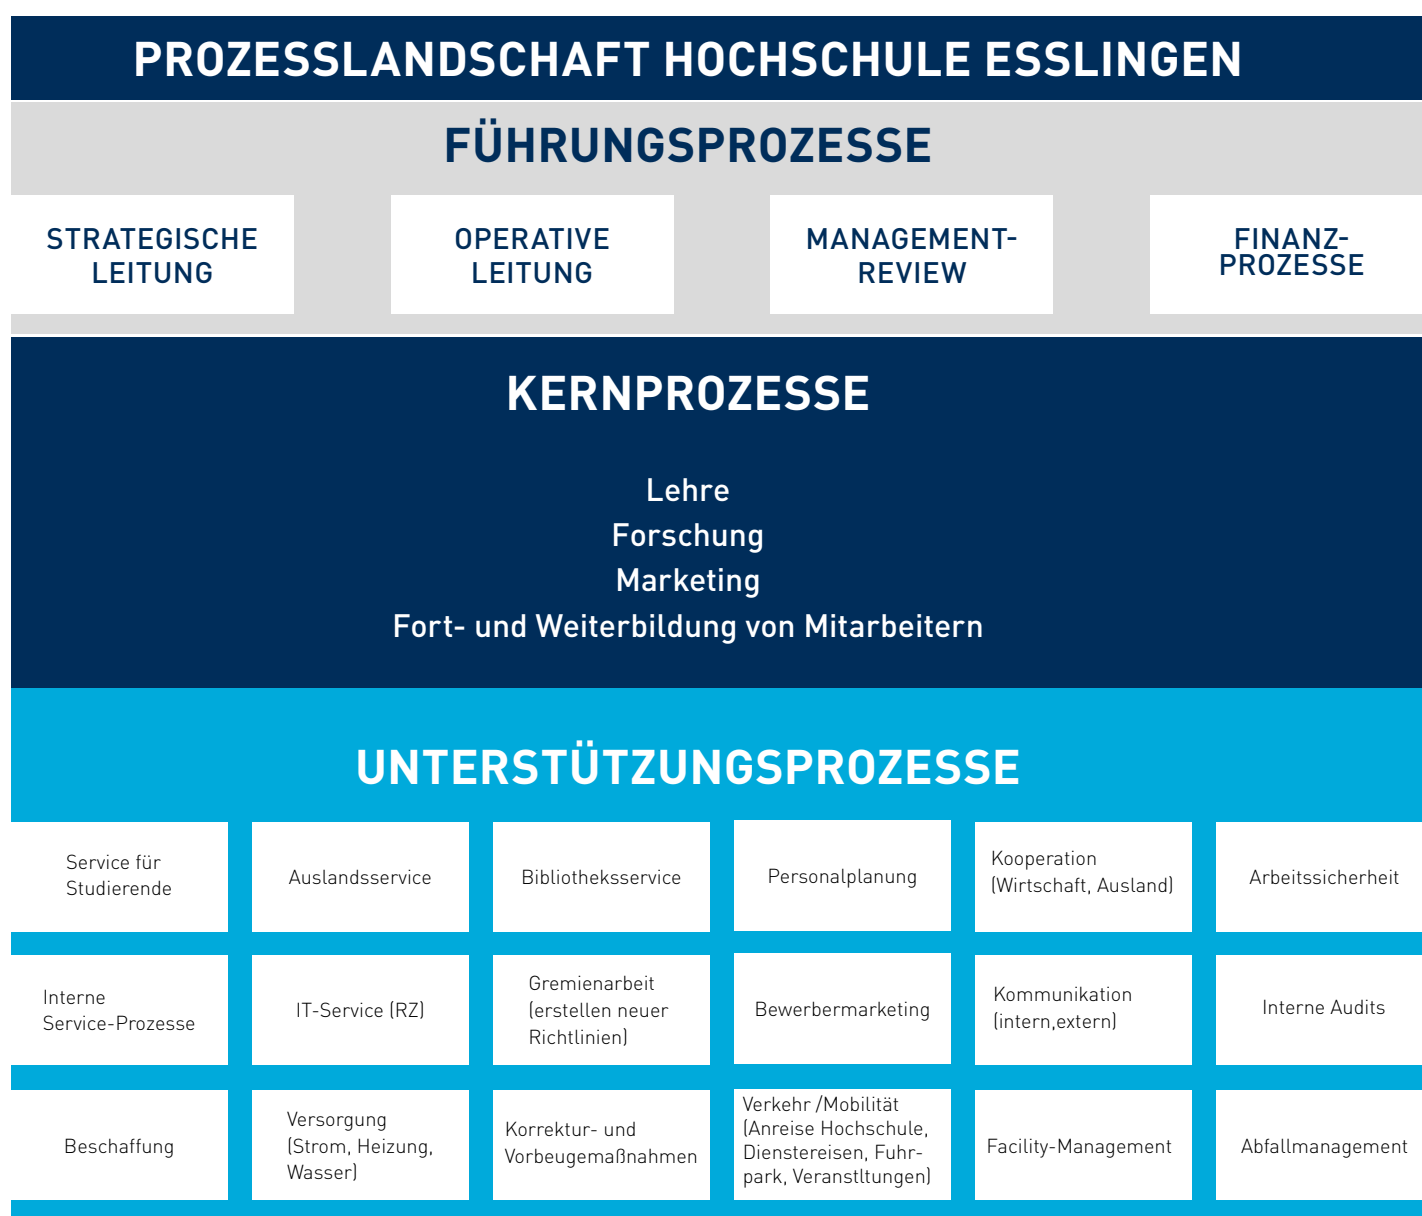 PROZESSLANDSCHAFT HOCHSCHULE ESSLINGEN
FÜHRUNGSPROZESSE
STRATEGISCHE
LEITUNG
OPERATIVE
LEITUNG
MANAGEMENT-
REVIEW
FINANZ-
PROZESSE
KERNPROZESSE
Lehre
Forschung
Marketing
Fort- und Weiterbildung von Mitarbeitern
UNTERSTÜTZUNGSPROZESSE
Service für
Studierende
Auslandsservice
Bibliotheksservice
Personalplanung
Kooperation
(Wirtschaft, Ausland)
Arbeitssicherheit
Interne
Service-Prozesse
IT-Service (RZ)
Gremienarbeit
(erstellen neuer
Richtlinien)
Bewerbermarketing
Kommunikation
(intern,extern)
Interne Audits
Beschaffung
Versorgung
(Strom, Heizung,
Wasser)
Korrektur- und
Vorbeugemaßnahmen
Verkehr /Mobilität
(Anreise Hochschule,
Dienstereisen, Fuhr-
park, Veranstltungen)
Facility-Management
Abfallmanagement